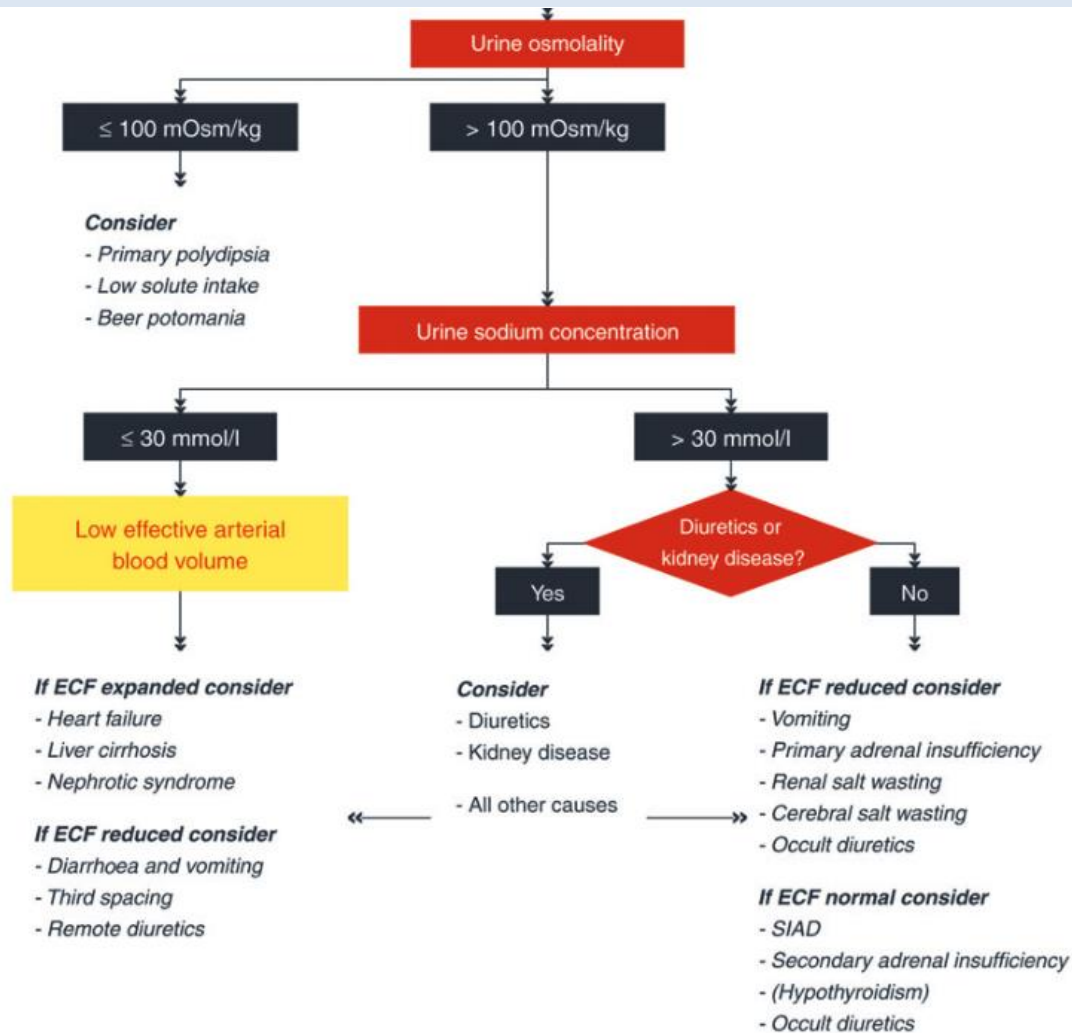 Urine osmolality
≤ 100 mOsm/kg
> 100 mOsm/kg
Consider
- Primary polydipsia
- Low solute intake
- Beer potomania
Urine sodium concentration
≤ 30 mmol/l
> 30 mmol/l
Low effective arterial
blood volume
Diuretics or
kidney disease?
Yes
No
If ECF expanded consider
- Heart failure
- Liver cirrhosis
- Nephrotic syndrome
If ECF reduced consider
- Diarrhoea and vomiting
- Third spacing
- Remote diuretics
Consider
- Diuretics
- Kidney disease
- All other causes
If ECF reduced consider
- Vomiting
- Primary adrenal insufficiency
- Renal salt wasting
- Cerebral salt wasting
- Occult diuretics
If ECF normal consider
- SIAD
- Secondary adrenal insufficiency
- (Hypothyroidism)
- Occult diuretics